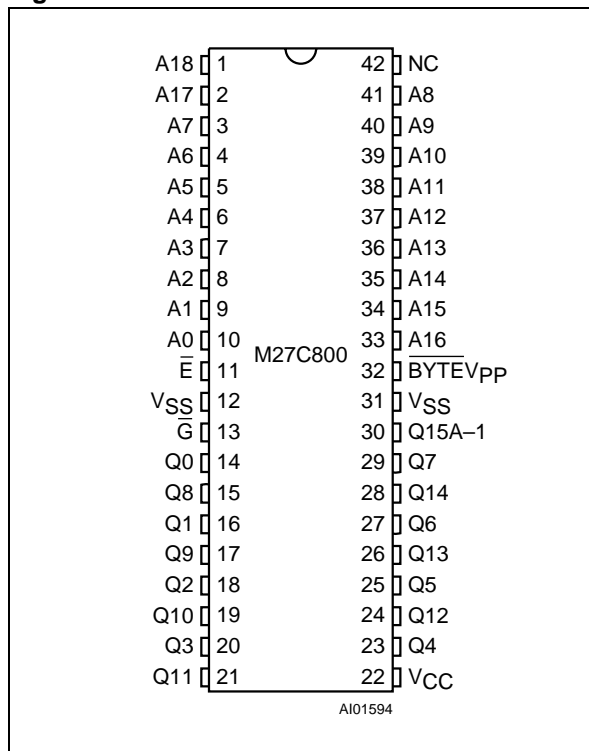 A18 1 42 NC
A17 2 41 A8
A7 3 40 A9
A6 4 39 A10
A5 5 38 A11
A4 6 37 A12
A3 7 36 A13
A2 8 35 A14
A1 9 34 A15
A0 10 33 A16
M27C800
E̅ 11 32 B̅Y̅T̅E̅VPP
VSS 12 31 VSS
G̅ 13 30 Q15A–1
Q0 14 29 Q7
Q8 15 28 Q14
Q1 16 27 Q6
Q9 17 26 Q13
Q2 18 25 Q5
Q10 19 24 Q12
Q3 20 23 Q4
Q11 21 22 VCC
AI01594